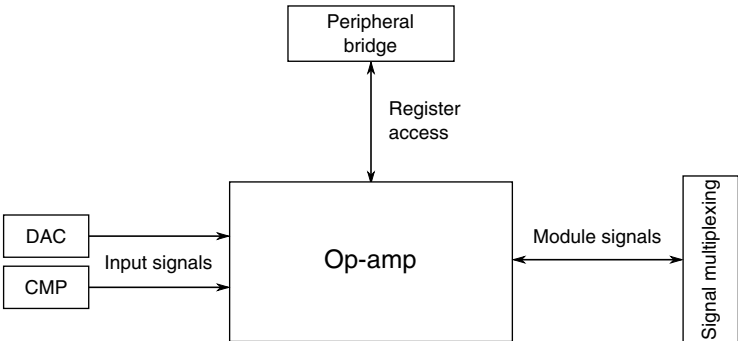 Peripheral
bridge
Register
access
DAC
CMP
Input signals
Op-amp
Module signals
Signal multiplexing